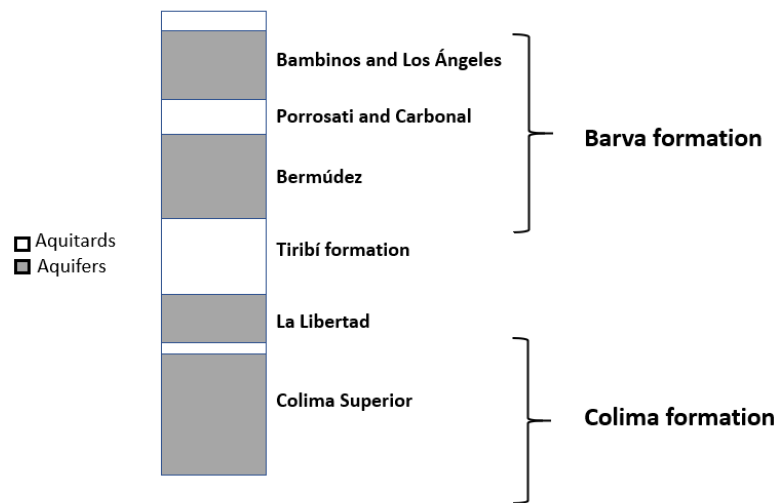 Bambinos and Los Ángeles
Porrosati and Carbonal
Barva formation
Bermúdez
Aquitards
Aquifers
Tiribí formation
La Libertad
Colima Superior
Colima formation